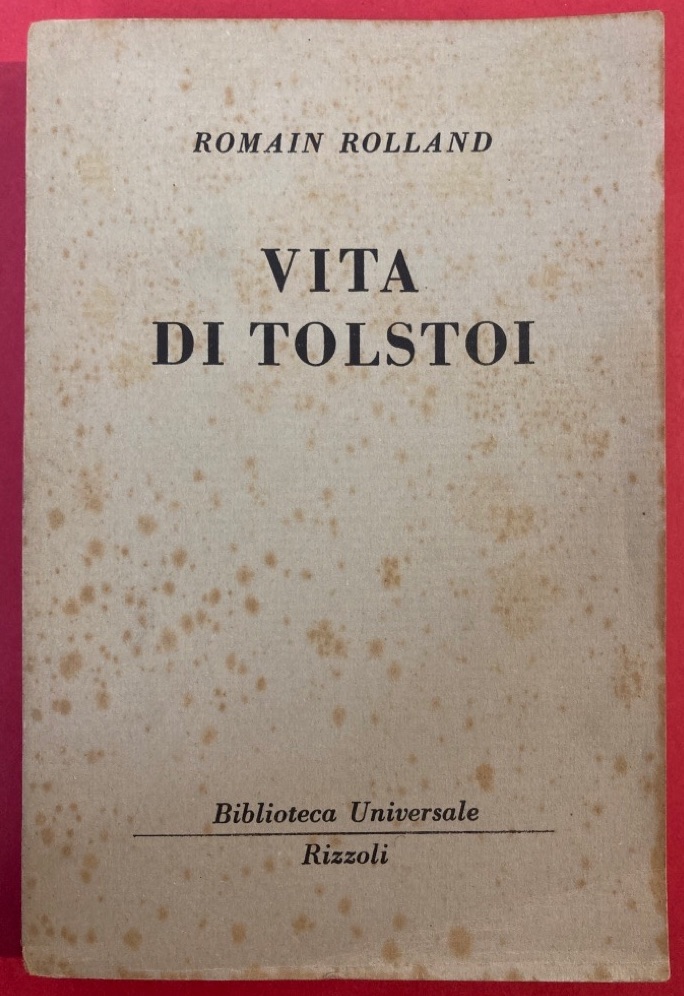 ROMAIN ROLLAND
VITA
DI TOLSTOI
Biblioteca Universale
Rizzoli